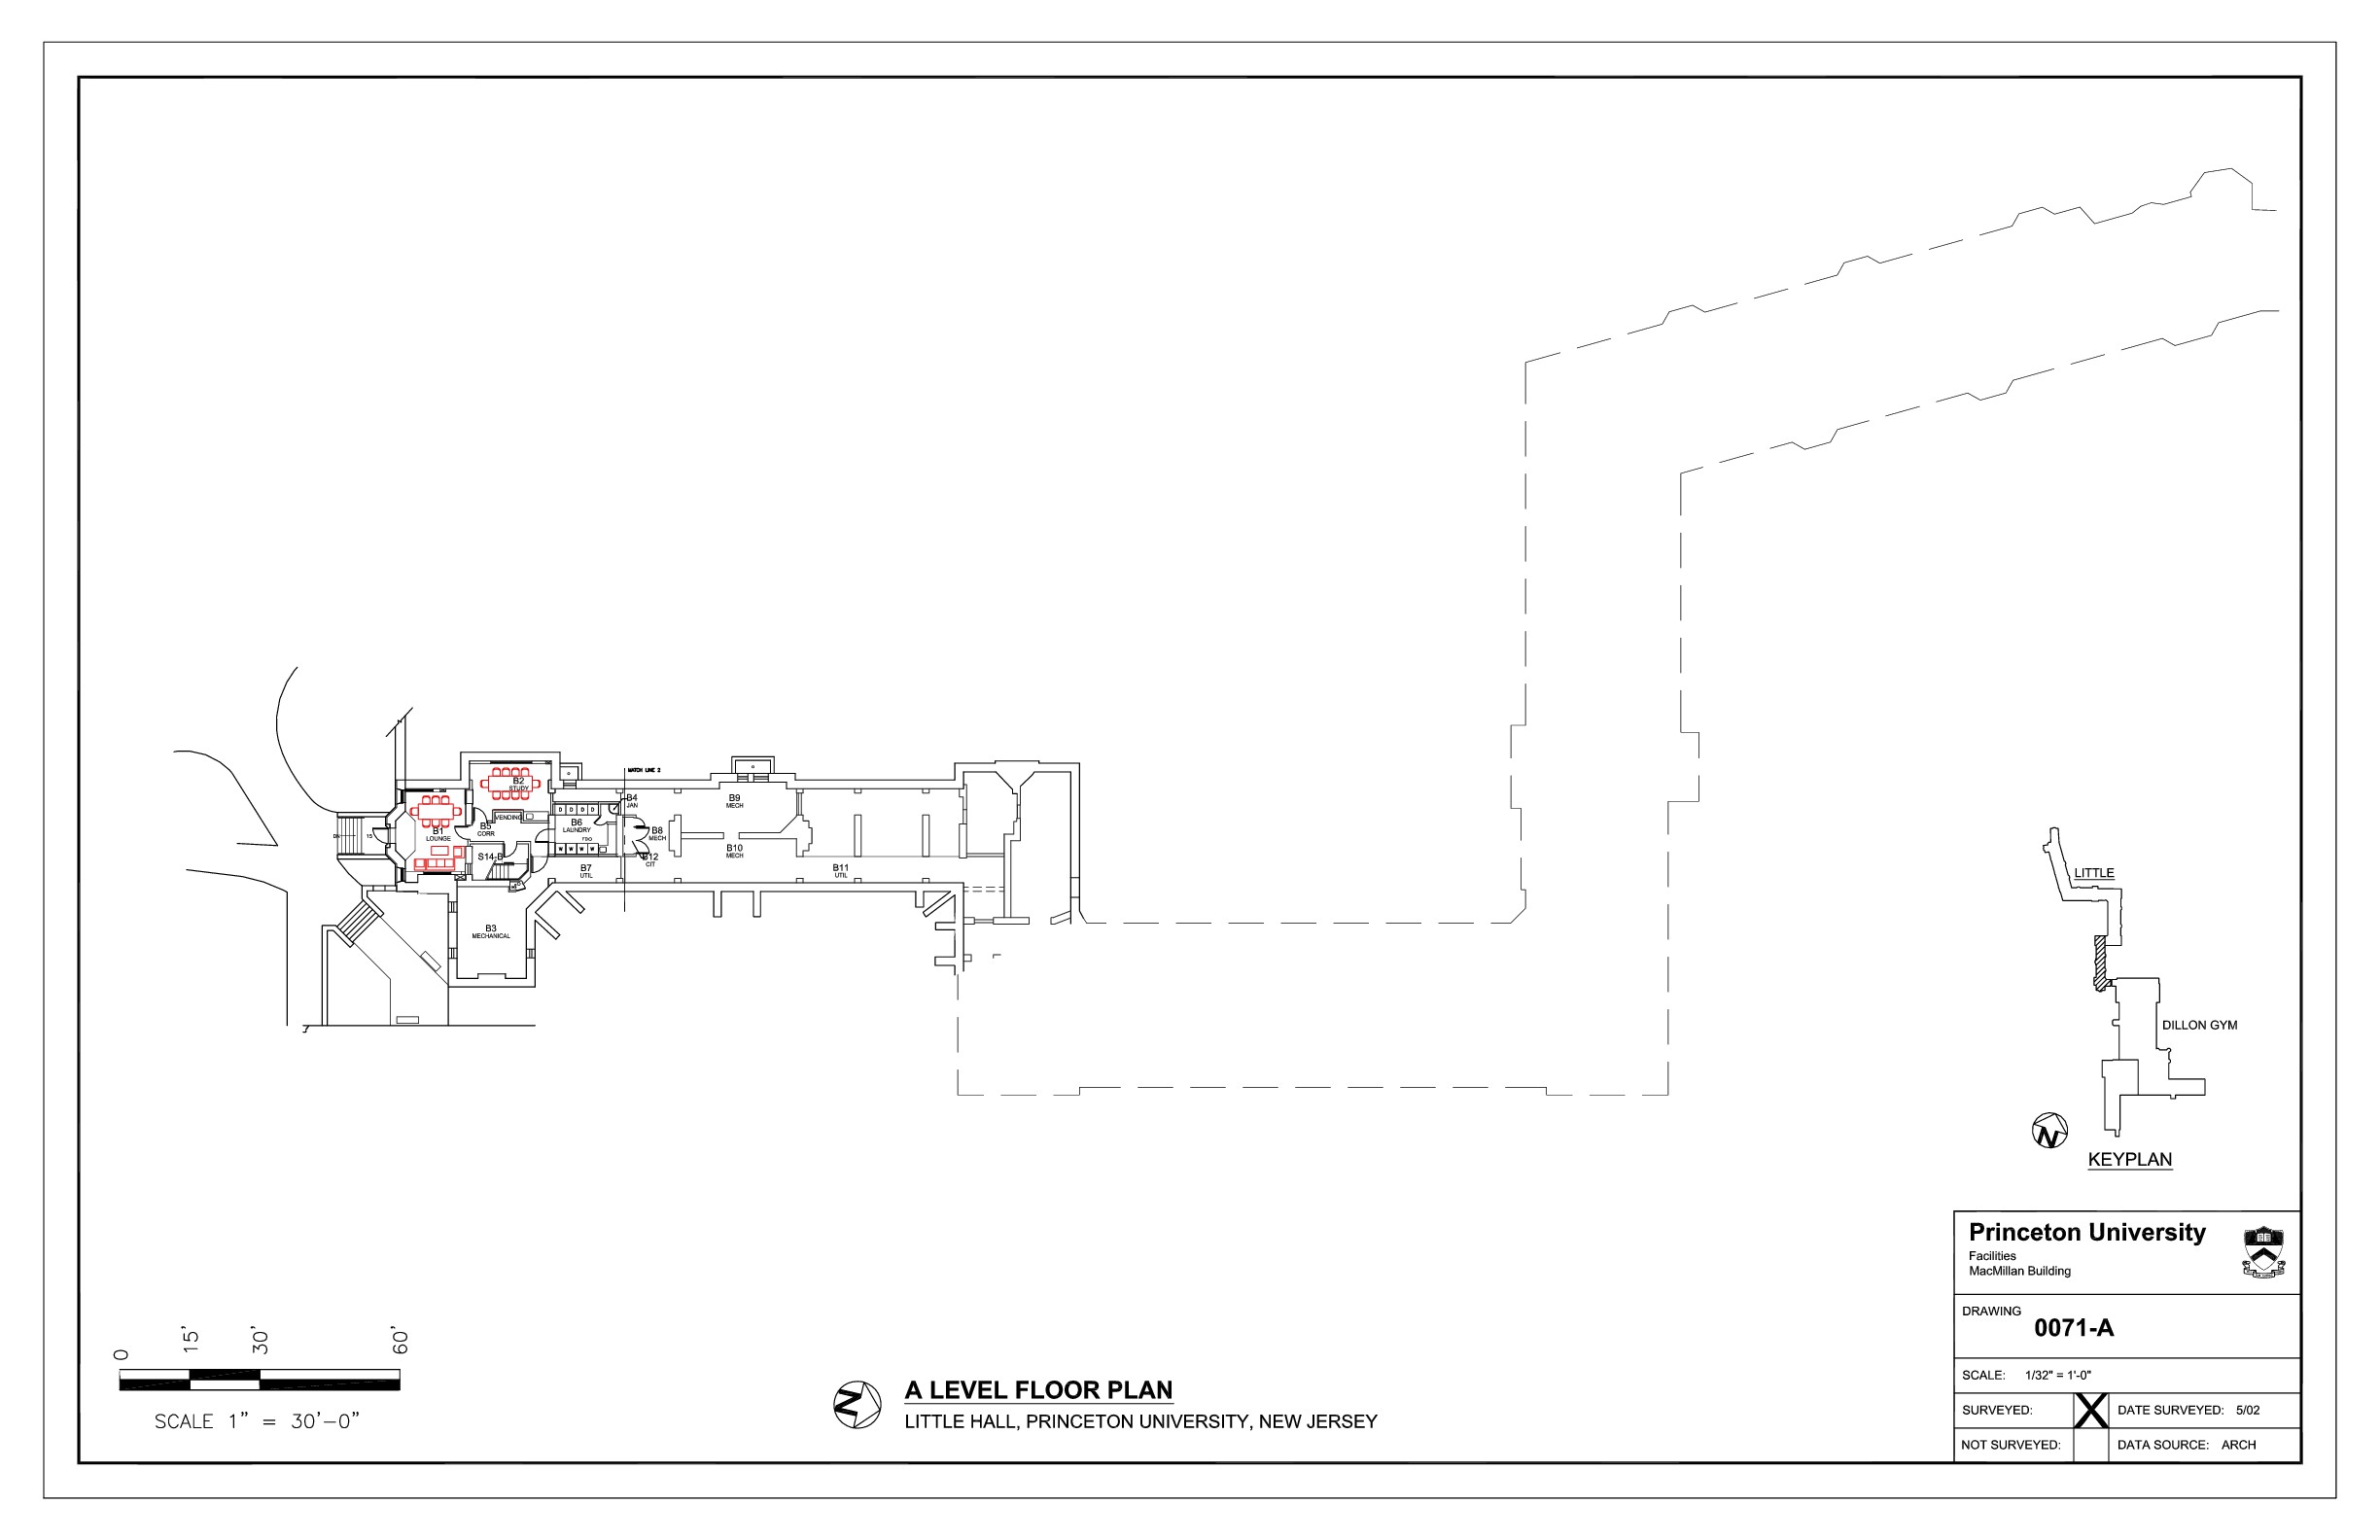 MATCH LINE 2
B2
STUDY
B4
JAN
B9
MECH
VENDING
D D D D
B1
LOUNGE
B5
CORR
B6
LAUNDRY
B8
MECH
DN
15
FDO
W W W W
S14-B
B12
CIT
B10
MECH
B7
UTIL
B11
UTIL
B3
MECHANICAL
LITTLE
DILLON GYM
N
KEYPLAN
Princeton University
Facilities
MacMillan Building
DRAWING
0071-A
SCALE: 1/32" = 1'-0"
SURVEYED: X DATE SURVEYED: 5/02
NOT SURVEYED: DATA SOURCE: ARCH
0 15' 30' 60'
SCALE 1" = 30'-0"
N
A LEVEL FLOOR PLAN
LITTLE HALL, PRINCETON UNIVERSITY, NEW JERSEY